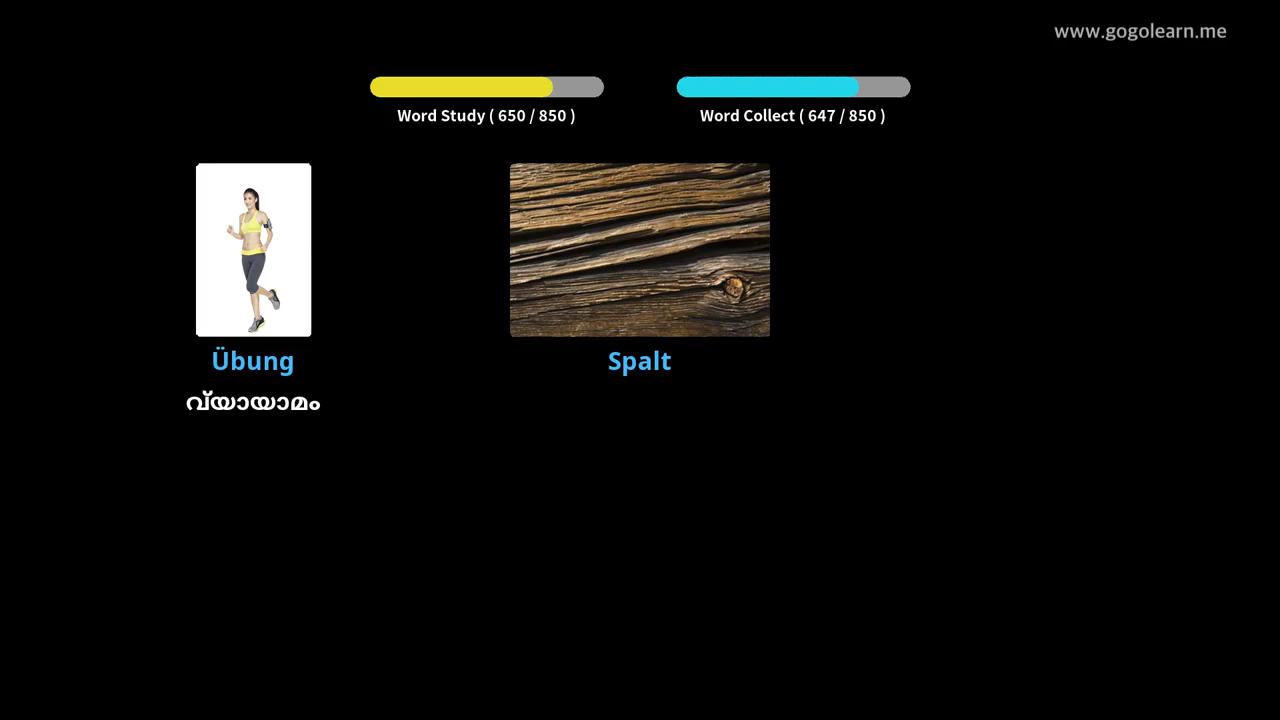 www.gogolearn.me
Word Study ( 650 / 850 )
Word Collect ( 647 / 850 )
Übung
Spalt
വ്യായാമം